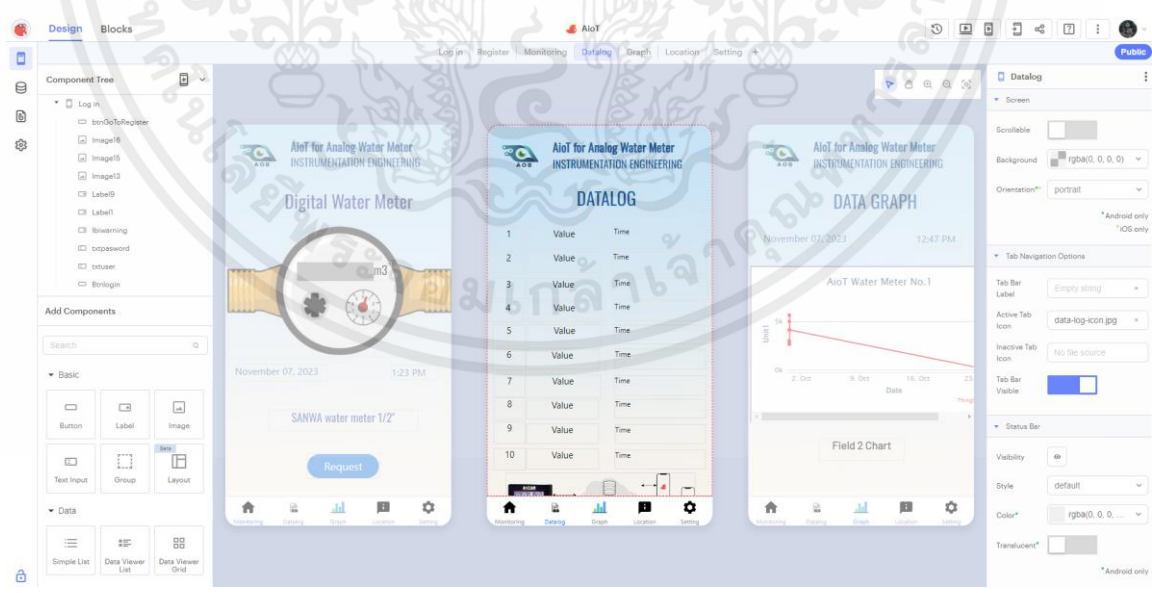 Design Blocks AioT
Log in Register Monitoring Datalog Graph Location Setting +
Public
Component Tree
Log in
btnGoToRegister
Image16
Image15
Image13
Label9
Label1
lblwarning
txtpasword
txtuser
Btnlogin
Add Components
Search
Basic
Button Label Image
Beta
Text Input Group Layout
Data
Simple List Data Viewer List Data Viewer Grid
AOB
AIoT for Analog Water Meter
INSTRUMENTATION ENGINEERING
Digital Water Meter
m3
November 07, 2023 1:23 PM
SANWA water meter 1/2"
Request
Monitoring Datalog Graph Location Setting
AOB
AioT for Analog Water Meter
INSTRUMENTATION ENGINEERING
DATALOG
1 Value Time
2 Value Time
3 Value Time
4 Value Time
5 Value Time
6 Value Time
7 Value Time
8 Value Time
9 Value Time
10 Value Time
Monitoring Datalog Graph Location Setting
AOB
AIoT for Analog Water Meter
INSTRUMENTATION ENGINEERING
DATA GRAPH
November 07, 2023 12:47 PM
AioT Water Meter No.1
Unit1
5k
0k
2. Oct 9. Oct 16. Oct 23.
Date
Field 2 Chart
Monitoring Datalog Graph Location Setting
Datalog
Screen
Scrollable
Background rgba(0, 0, 0, 0)
Orientation* portrait
*Android only
*iOS only
Tab Navigation Options
Tab Bar Label Empty string
Active Tab Icon data-log-icon.jpg
Inactive Tab Icon No file source
Tab Bar Visible
Status Bar
Visibility
Style default
Color* rgba(0, 0, 0, ...
Translucent*
*Android only